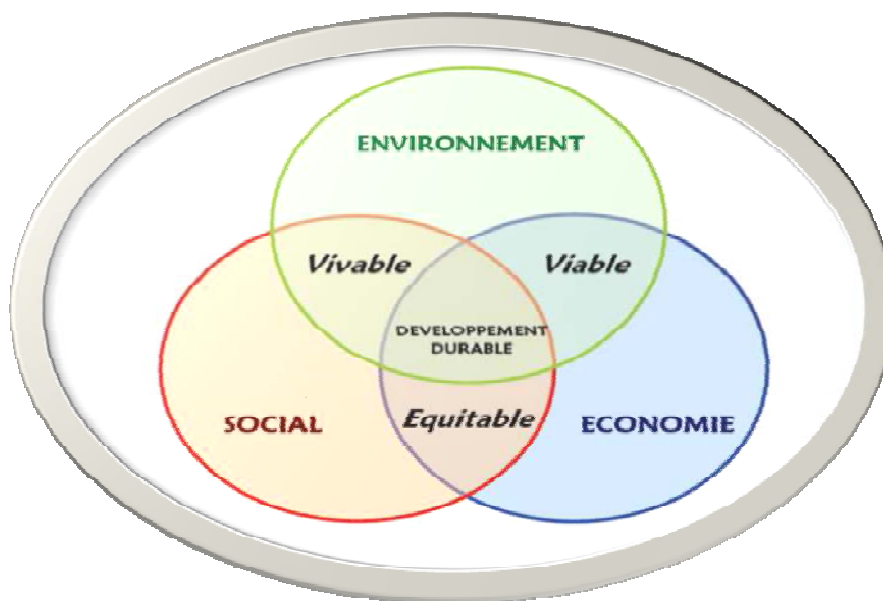 ENVIRONNEMENT
Vivable
Viable
DEVELOPPEMENT
DURABLE
SOCIAL
Equitable
ECONOMIE